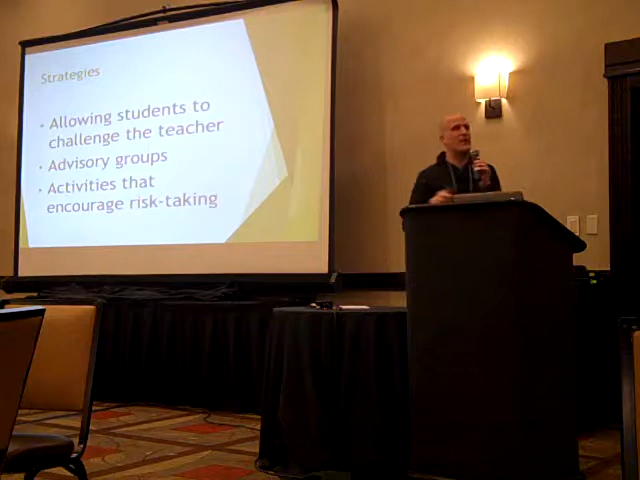 Strategies
Allowing students to
challenge the teacher
Advisory groups
Activities that
encourage risk-taking